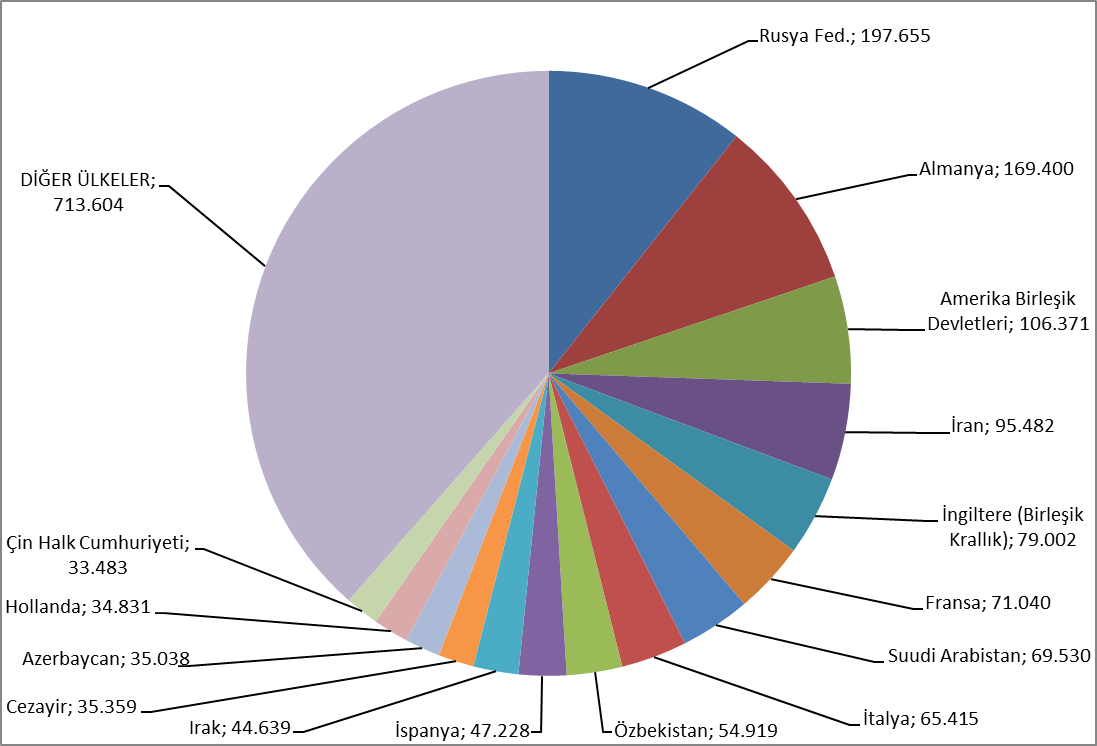 Rusya Fed.; 197.655
Almanya; 169.400
Amerika Birleşik
Devletleri; 106.371
İran; 95.482
İngiltere (Birleşik
Krallık); 79.002
Fransa; 71.040
Suudi Arabistan; 69.530
İtalya; 65.415
Özbekistan; 54.919
İspanya; 47.228
Irak; 44.639
Cezayir; 35.359
Azerbaycan; 35.038
Hollanda; 34.831
Çin Halk Cumhuriyeti;
33.483
DİĞER ÜLKELER;
713.604